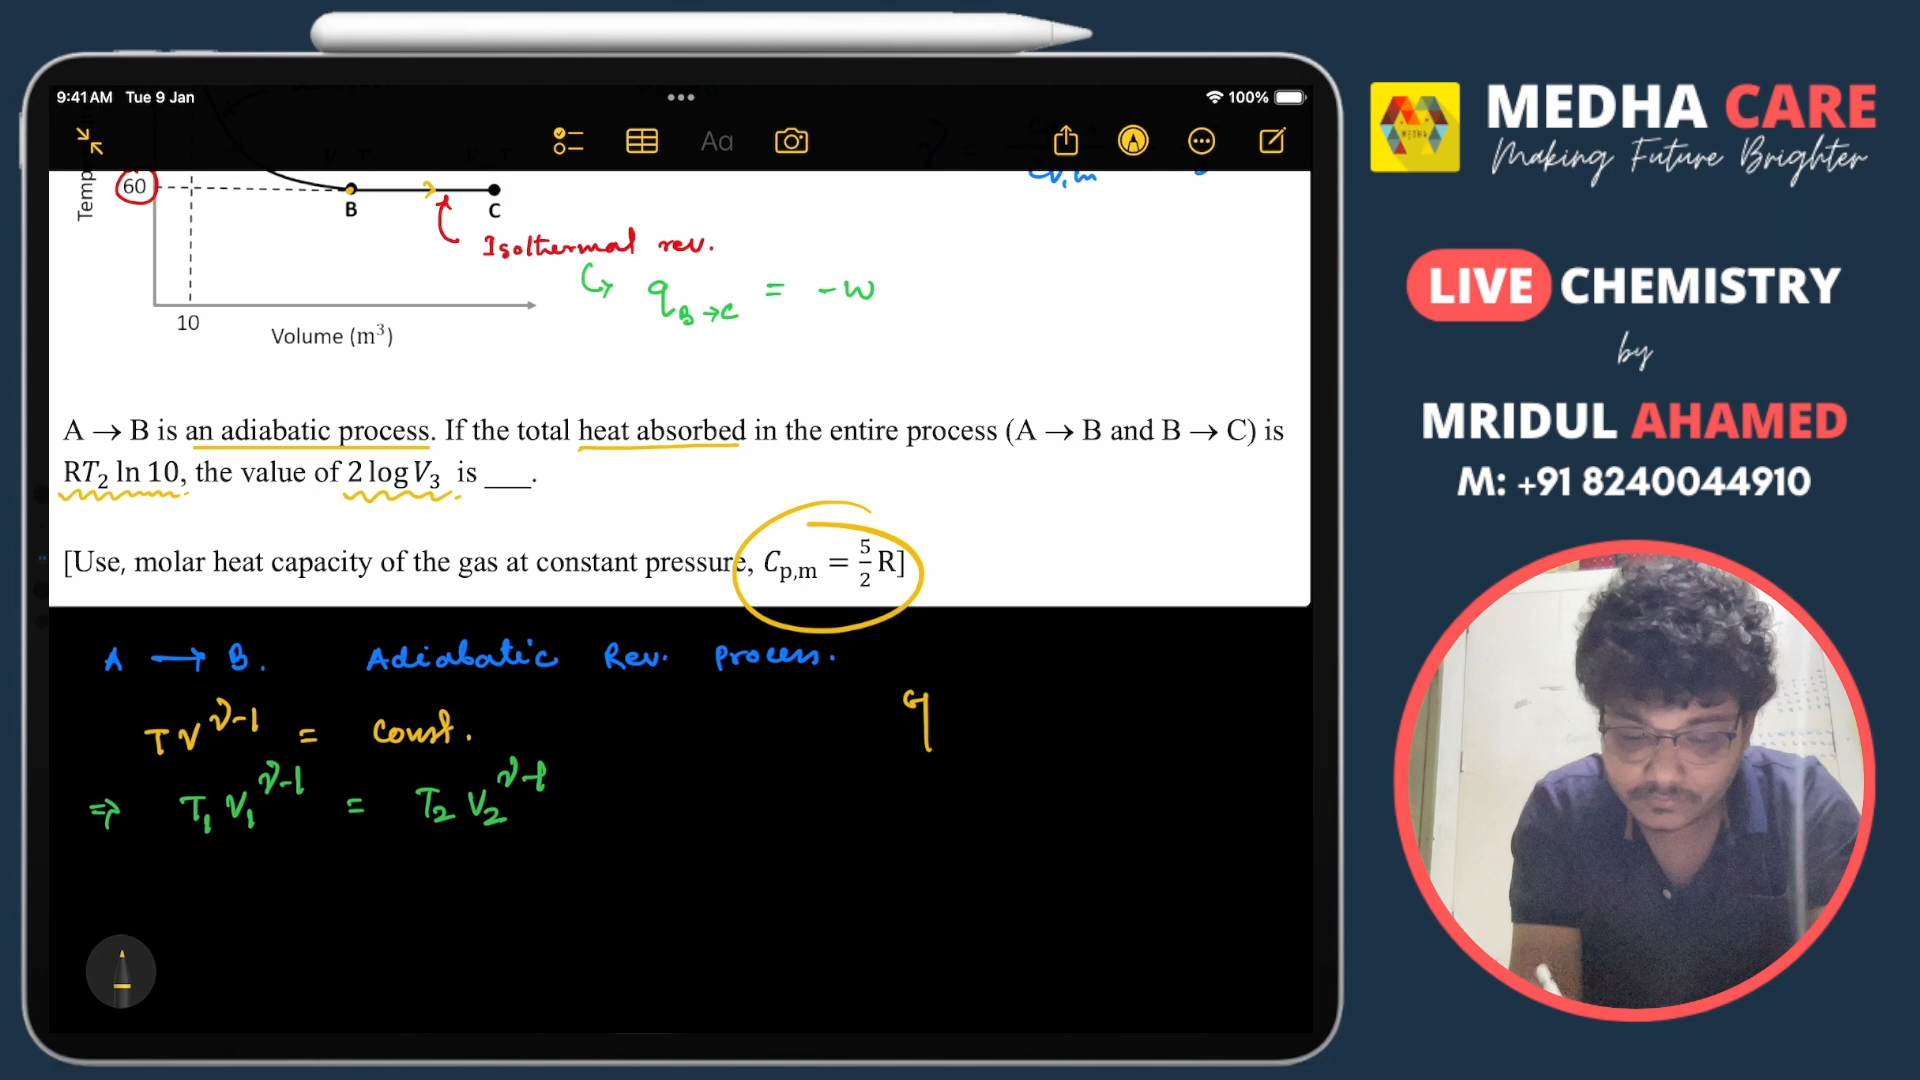 9:41 AM Tue 9 Jan
100%
Aa
Temp
60
B
C
10
Volume (m³)
Isothermal rev.
q B→C = -w
Cv,m
A → B is an adiabatic process. If the total heat absorbed in the entire process (A → B and B → C) is
RT₂ ln 10, the value of 2 log V₃ is ___.
[Use, molar heat capacity of the gas at constant pressure, Cp,m = 5/2 R]
A → B. Adiabatic Rev. process.
TV^γ-1 = Const.
⇒ T₁ V₁^γ-1 = T₂ V₂^γ-1
q
MEDHA CARE
Making Future Brighter
MEDHA
LIVE CHEMISTRY
by
MRIDUL AHAMED
M: +91 8240044910